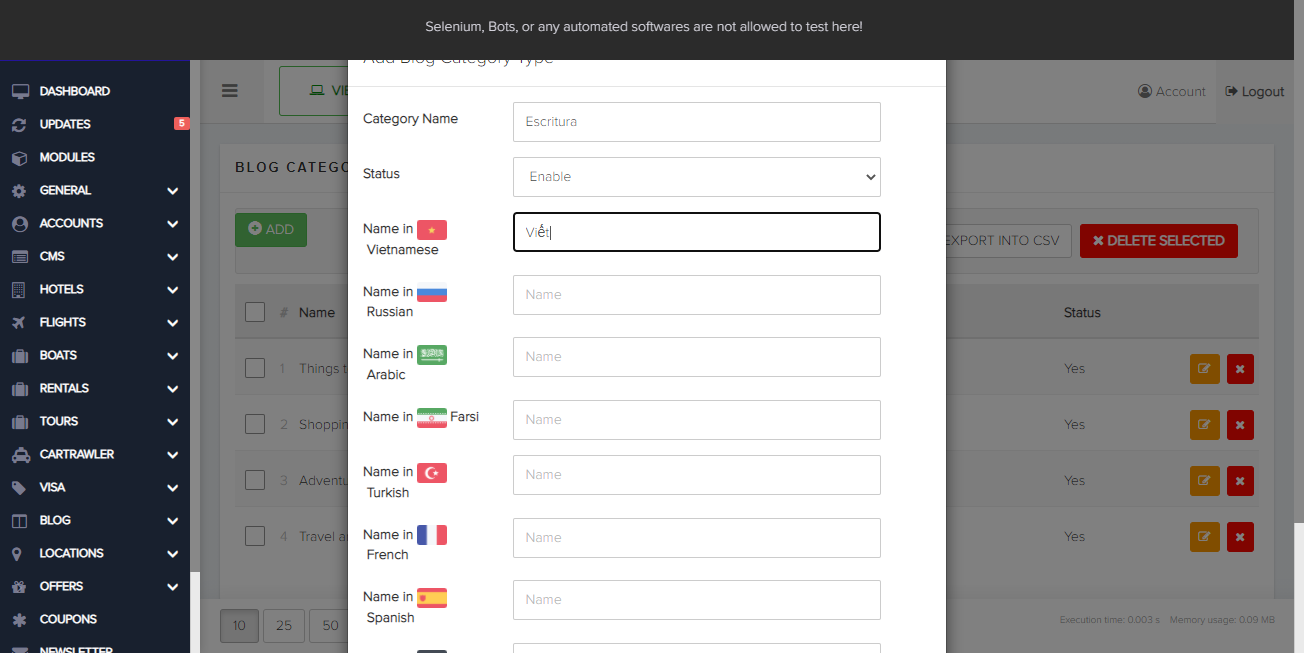 Selenium, Bots, or any automated softwares are not allowed to test here!
Add Blog Category Type
Account
Logout
DASHBOARD
UPDATES 5
MODULES
GENERAL
ACCOUNTS
CMS
HOTELS
FLIGHTS
BOATS
RENTALS
TOURS
CARTRAWLER
VISA
BLOG
LOCATIONS
OFFERS
COUPONS
NEWSLETTER
BLOG CATEGO
ADD
EXPORT INTO CSV
DELETE SELECTED
# Name Status
1 Things t Yes
2 Shoppin Yes
3 Adventu Yes
4 Travel a Yes
10 25 50
Category Name Escritura
Status Enable
Name in Vietnamese Viết
Name in Russian Name
Name in Arabic Name
Name in Farsi Name
Name in Turkish Name
Name in French Name
Name in Spanish Name
Execution time: 0.003 s Memory usage: 0.09 MB